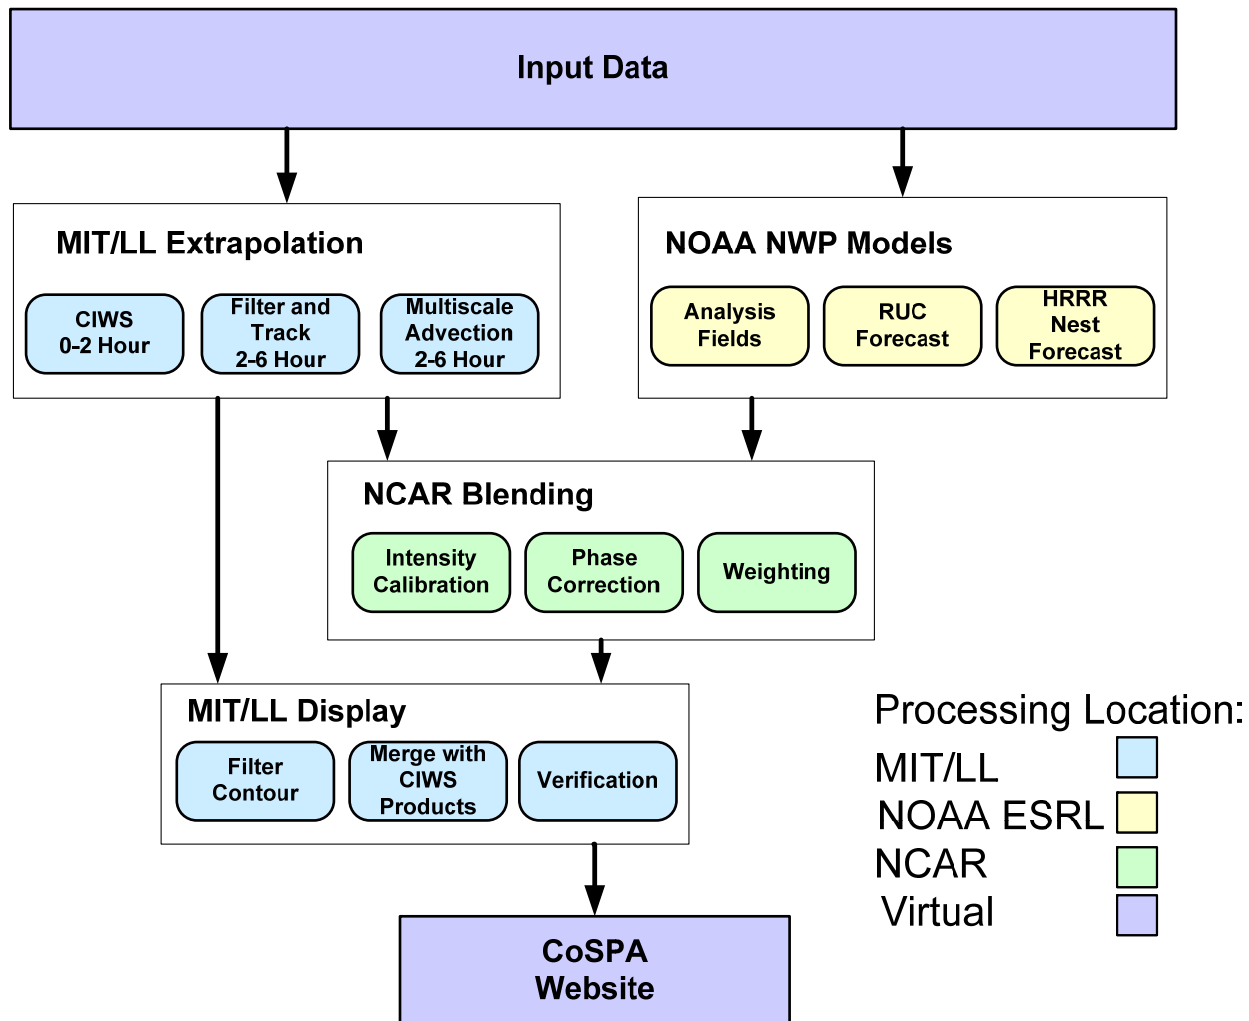 Input Data
MIT/LL Extrapolation
CIWS
0-2 Hour
Filter and
Track
2-6 Hour
Multiscale
Advection
2-6 Hour
NOAA NWP Models
Analysis
Fields
RUC
Forecast
HRRR
Nest
Forecast
NCAR Blending
Intensity
Calibration
Phase
Correction
Weighting
MIT/LL Display
Filter
Contour
Merge with
CIWS
Products
Verification
Processing Location:
MIT/LL
NOAA ESRL
NCAR
Virtual
CoSPA
Website